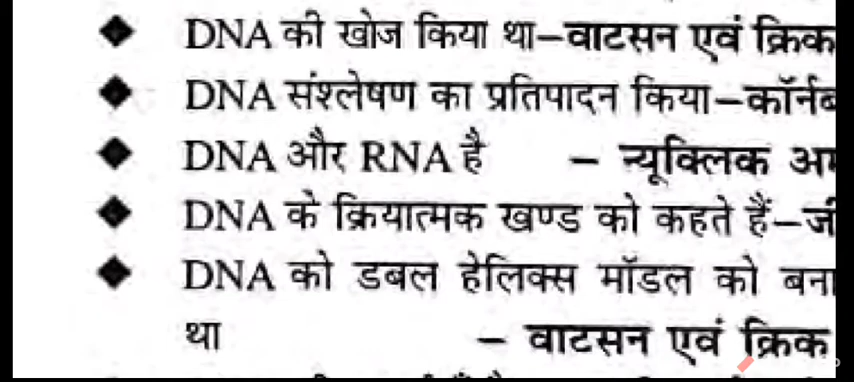 ◆ DNA की खोज किया था–वाटसन एवं क्रिक
◆ DNA संश्लेषण का प्रतिपादन किया–
◆ DNA और RNA है – न्यूक्लिक
◆ DNA के क्रियात्मक खण्ड को कहते हैं–
◆ DNA को डबल हेलिक्स मॉडल को
था – वाटसन एवं क्रिक